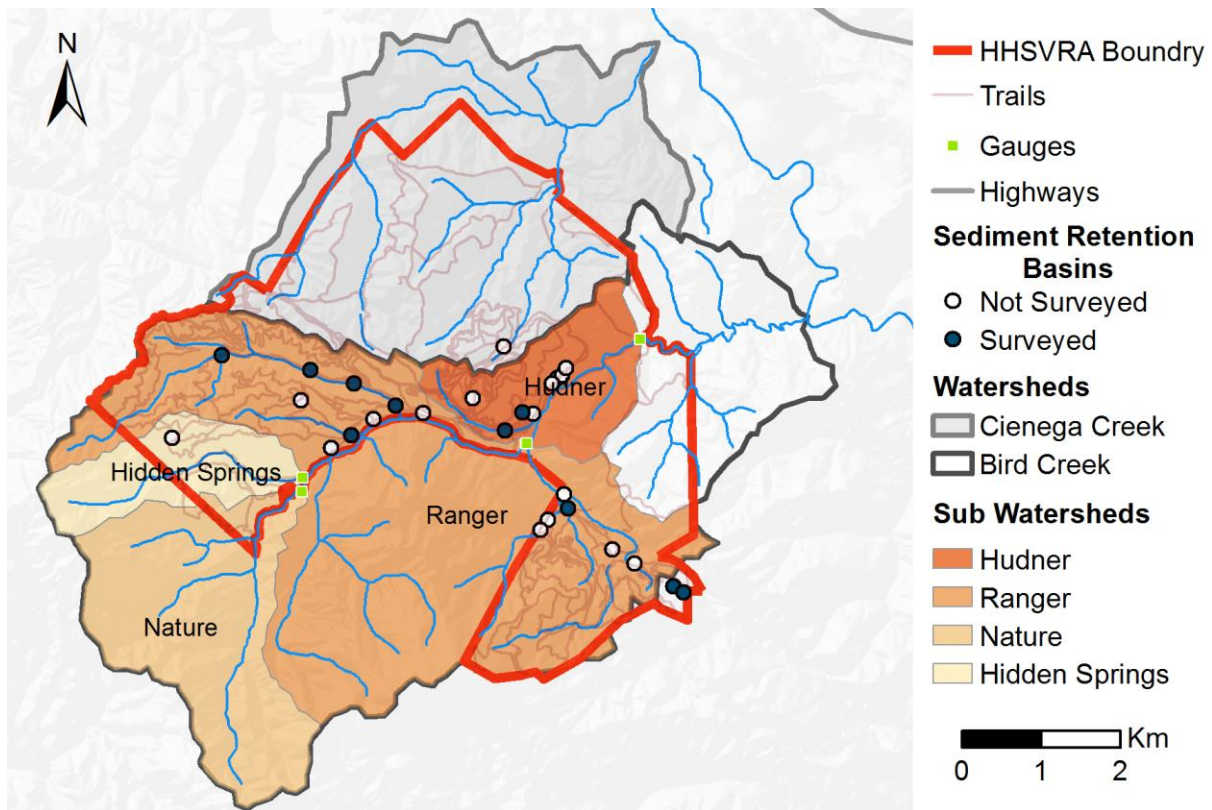 N
Hudner
Hidden Springs
Ranger
Nature
HHSVRA Boundry
Trails
Gauges
Highways
Sediment Retention
Basins
Not Surveyed
Surveyed
Watersheds
Cienega Creek
Bird Creek
Sub Watersheds
Hudner
Ranger
Nature
Hidden Springs
Km
0 1 2